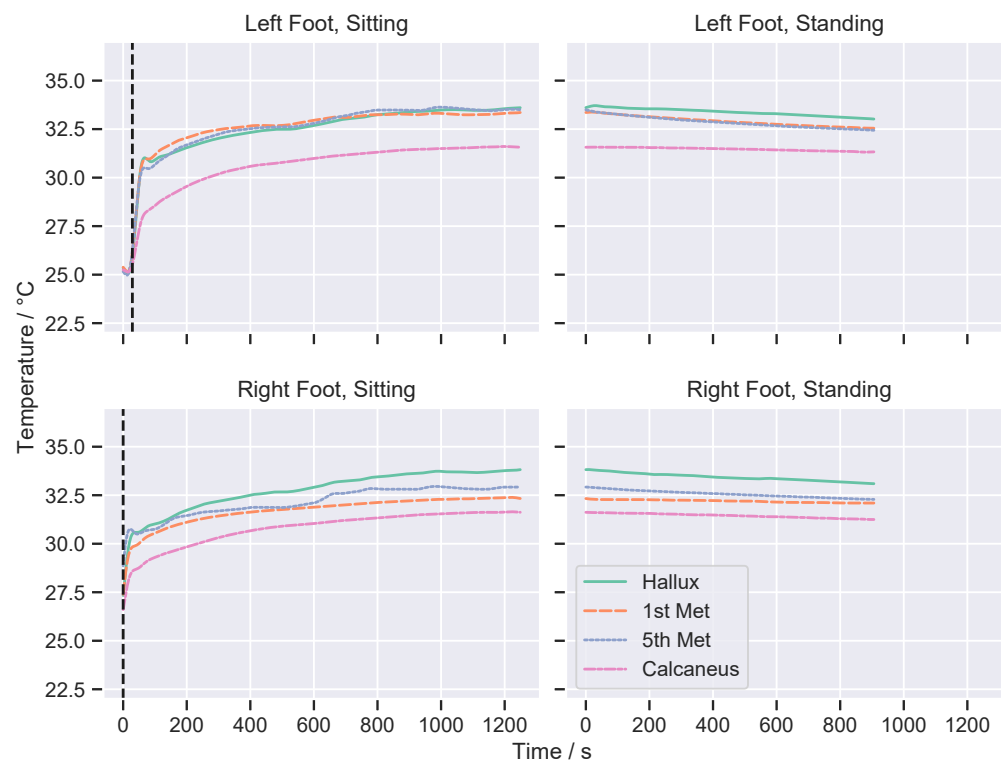 Left Foot, Sitting
Left Foot, Standing
35.0
32.5
30.0
27.5
25.0
22.5
0 200 400 600 800 1000 1200
0 200 400 600 800 1000 1200
Temperature / °C
Right Foot, Sitting
Right Foot, Standing
35.0
32.5
30.0
27.5
25.0
22.5
Hallux
1st Met
5th Met
Calcaneus
Time / s